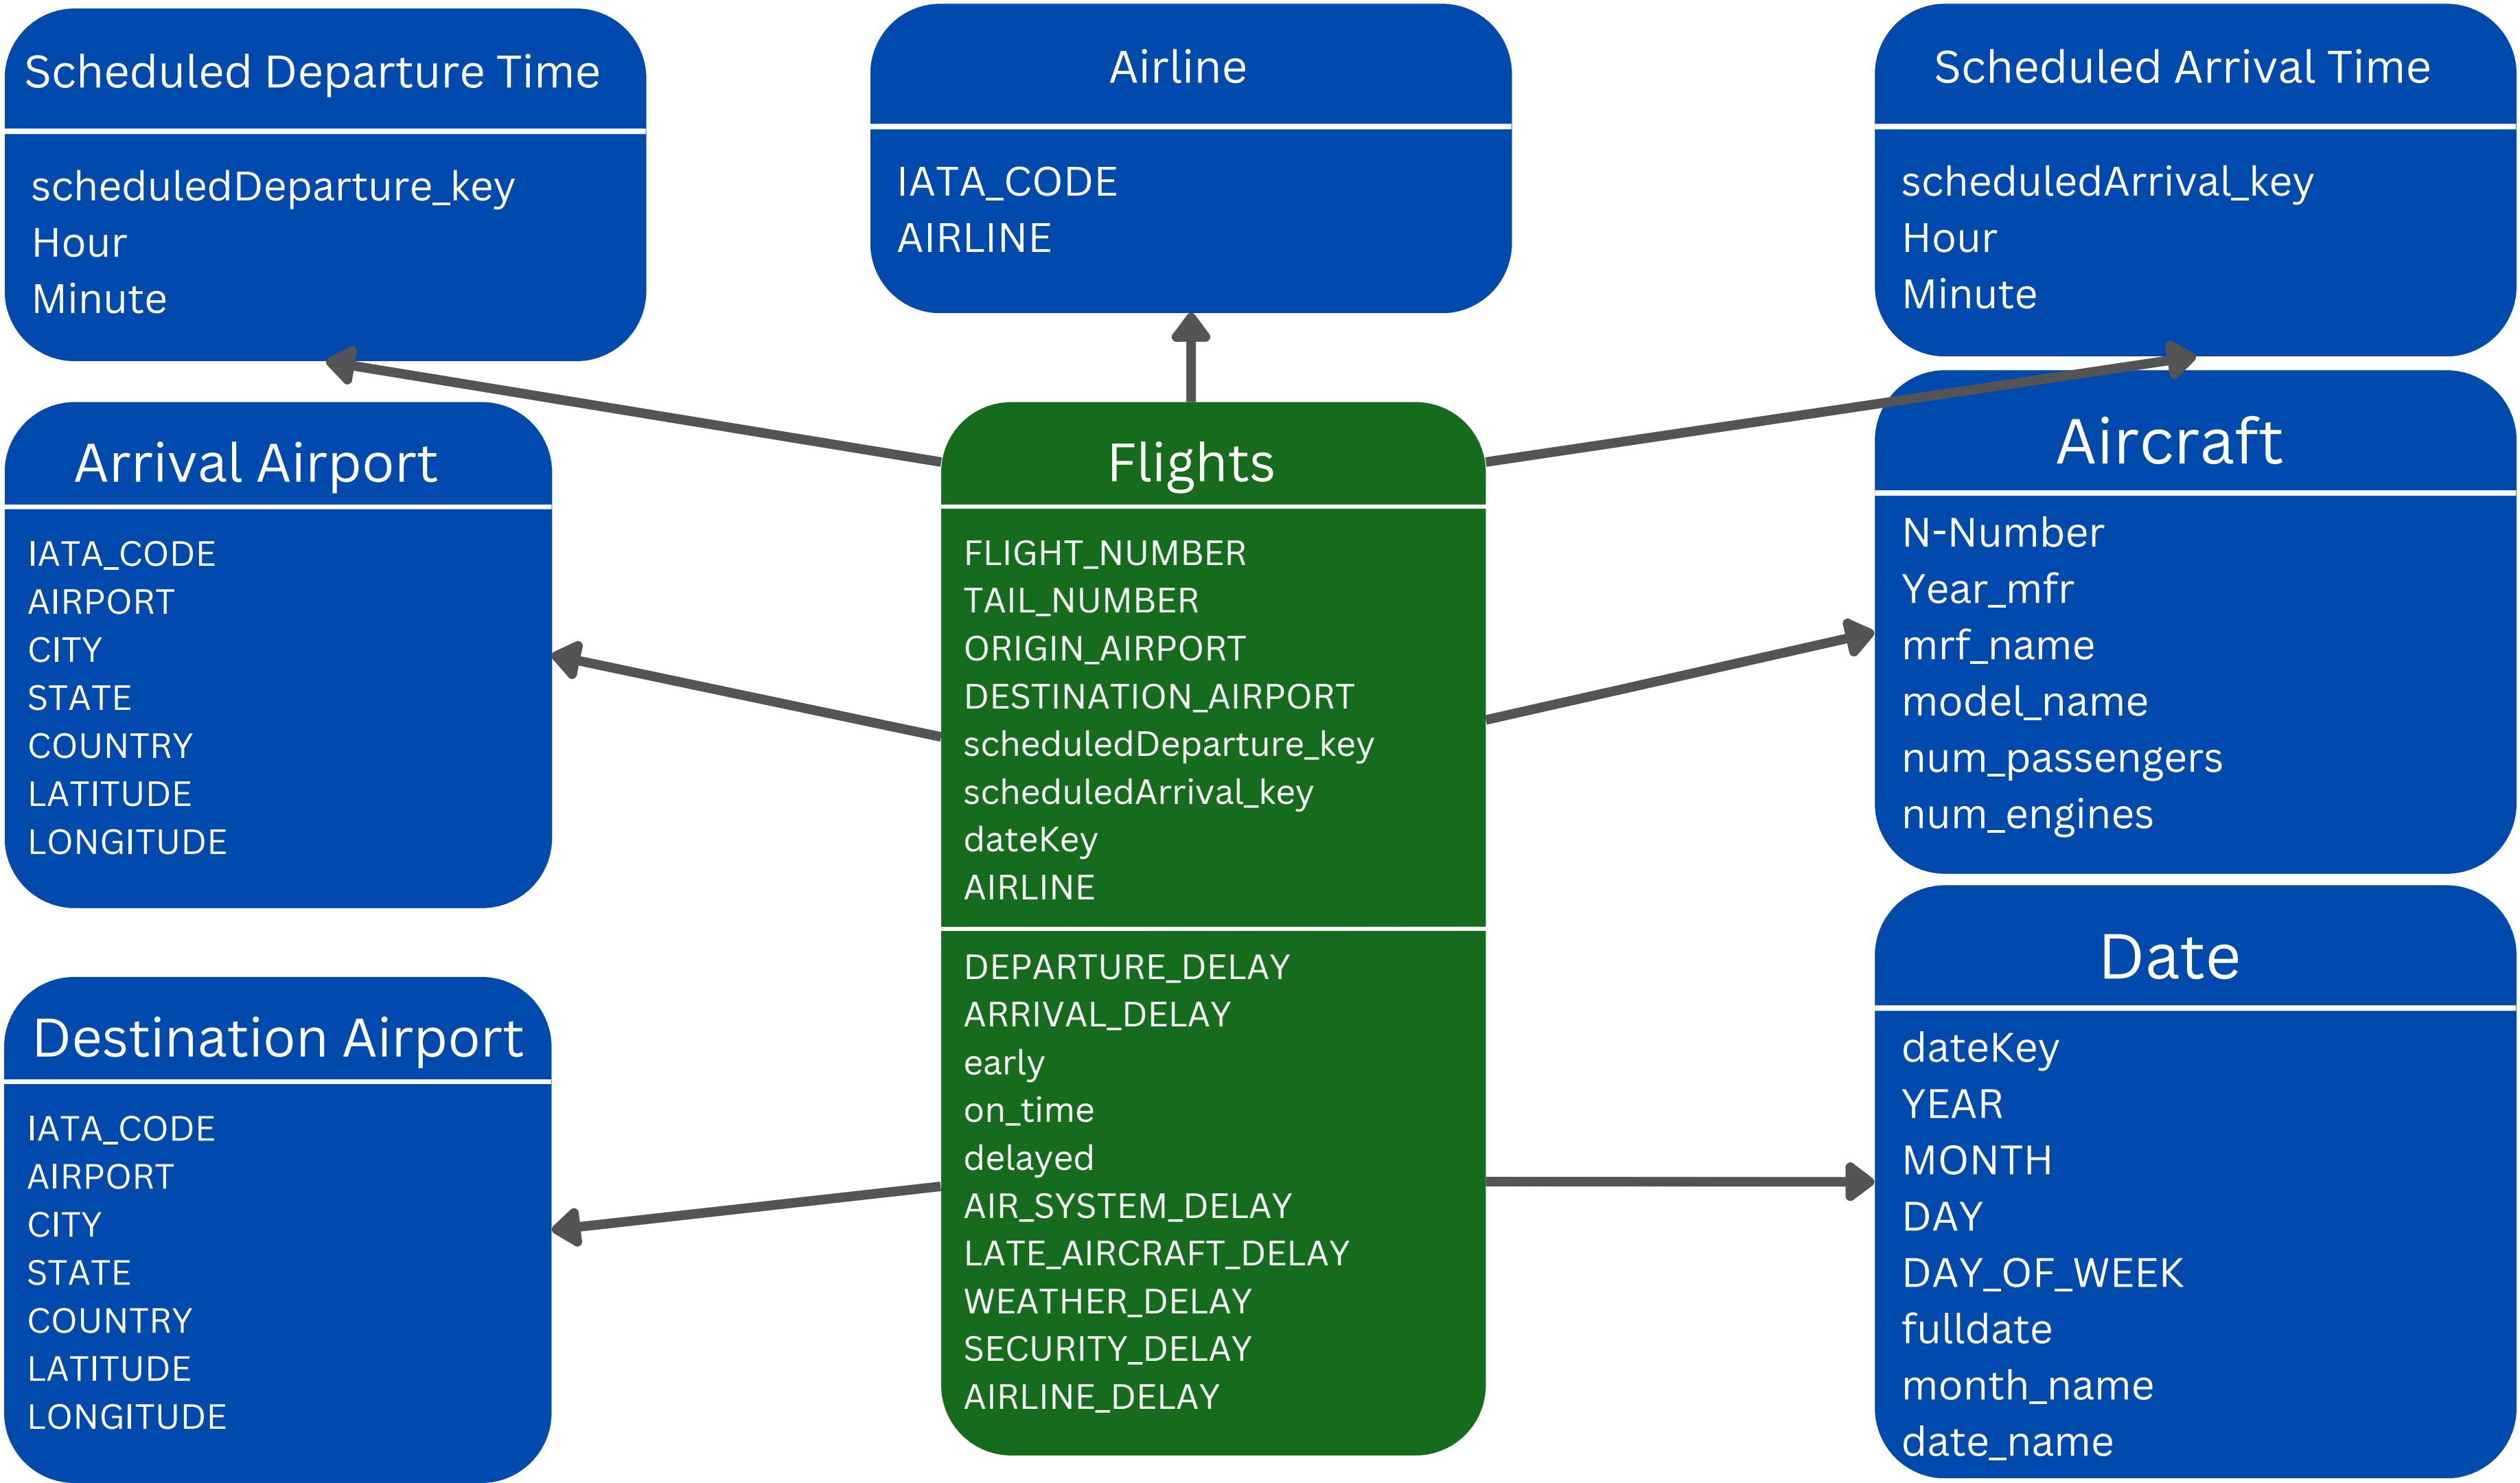 Scheduled Departure Time
scheduledDeparture_key
Hour
Minute
Airline
IATA_CODE
AIRLINE
Scheduled Arrival Time
scheduledArrival_key
Hour
Minute
Arrival Airport
IATA_CODE
AIRPORT
CITY
STATE
COUNTRY
LATITUDE
LONGITUDE
Flights
FLIGHT_NUMBER
TAIL_NUMBER
ORIGIN_AIRPORT
DESTINATION_AIRPORT
scheduledDeparture_key
scheduledArrival_key
dateKey
AIRLINE
DEPARTURE_DELAY
ARRIVAL_DELAY
early
on_time
delayed
AIR_SYSTEM_DELAY
LATE_AIRCRAFT_DELAY
WEATHER_DELAY
SECURITY_DELAY
AIRLINE_DELAY
Aircraft
N-Number
Year_mfr
mrf_name
model_name
num_passengers
num_engines
Destination Airport
IATA_CODE
AIRPORT
CITY
STATE
COUNTRY
LATITUDE
LONGITUDE
Date
dateKey
YEAR
MONTH
DAY
DAY_OF_WEEK
fulldate
month_name
date_name